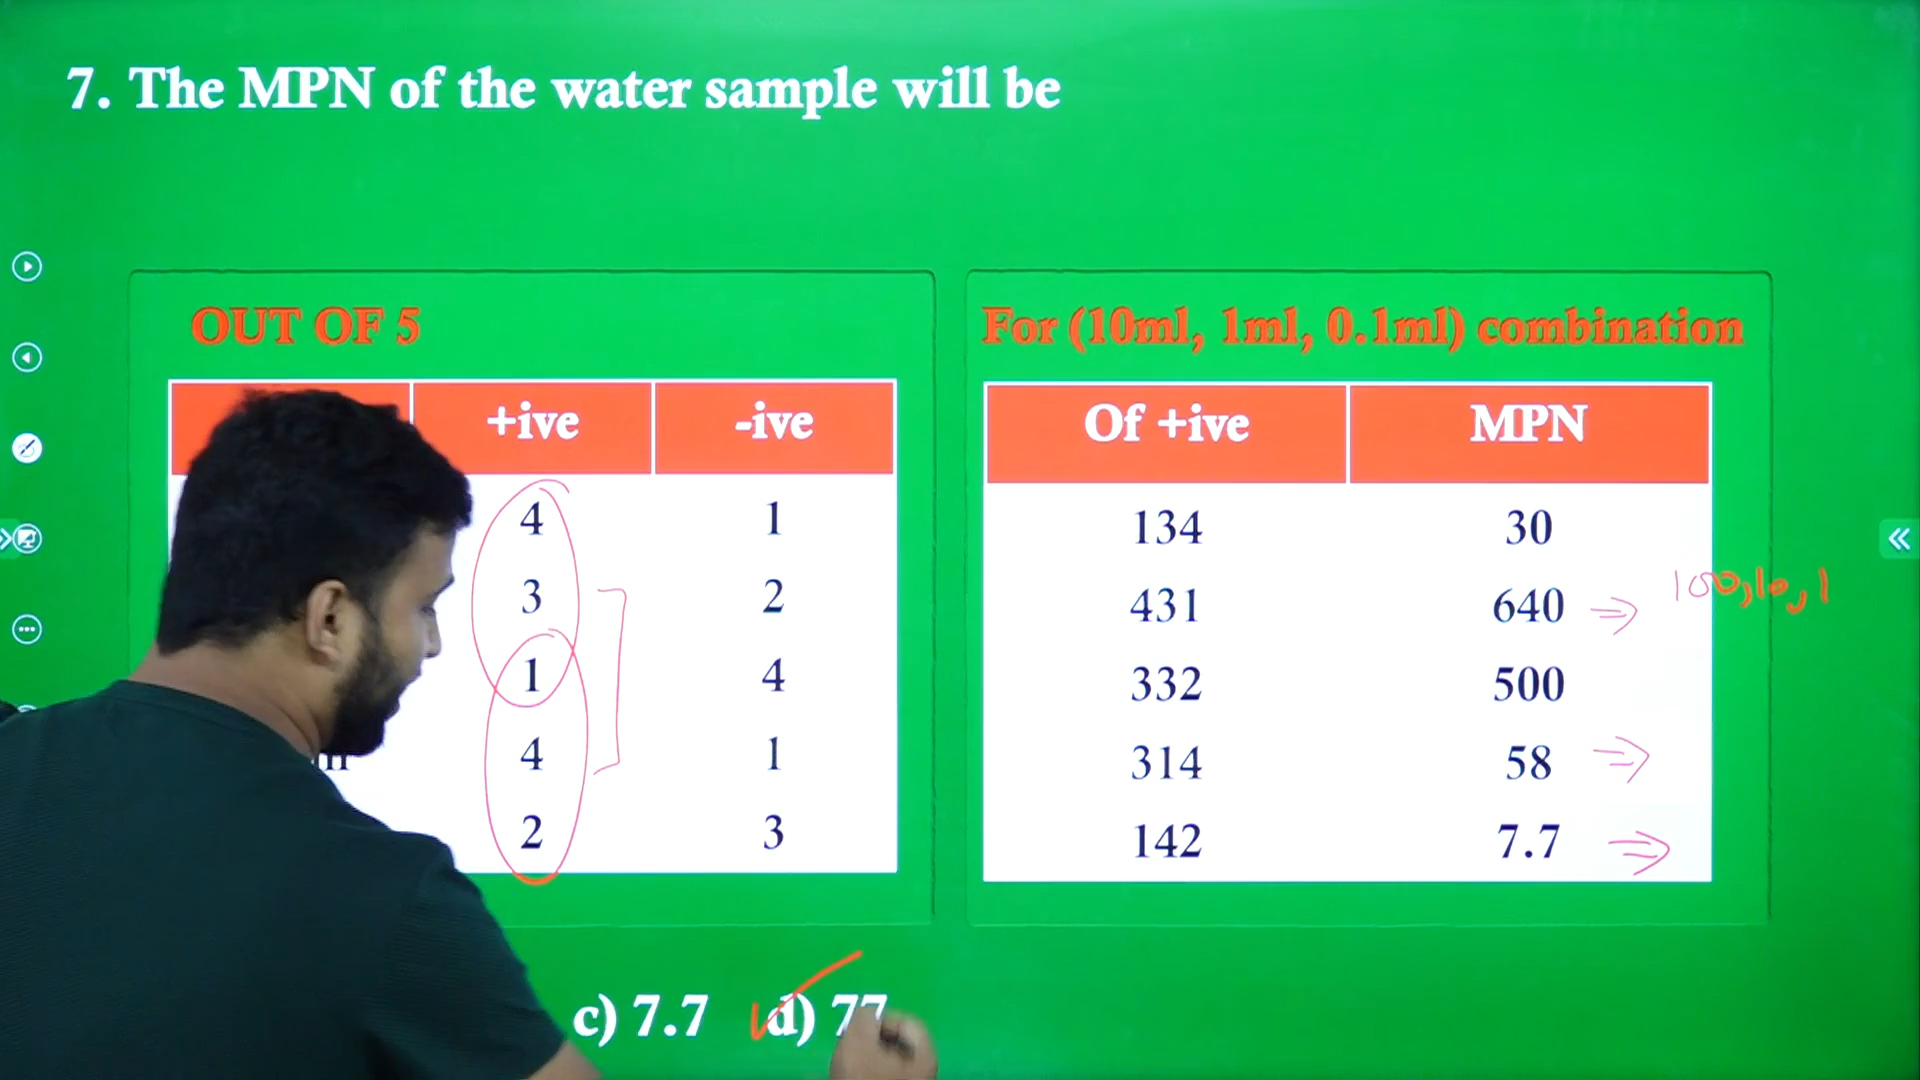 7. The MPN of the water sample will be
OUT OF 5
+ive -ive
4 1
3 2
1 4
4 1
2 3
For (10ml, 1ml, 0.1ml) combination
Of +ive MPN
134 30
431 640
100, 10, 1
332 500
314 58
142 7.7
c) 7.7 d) 77